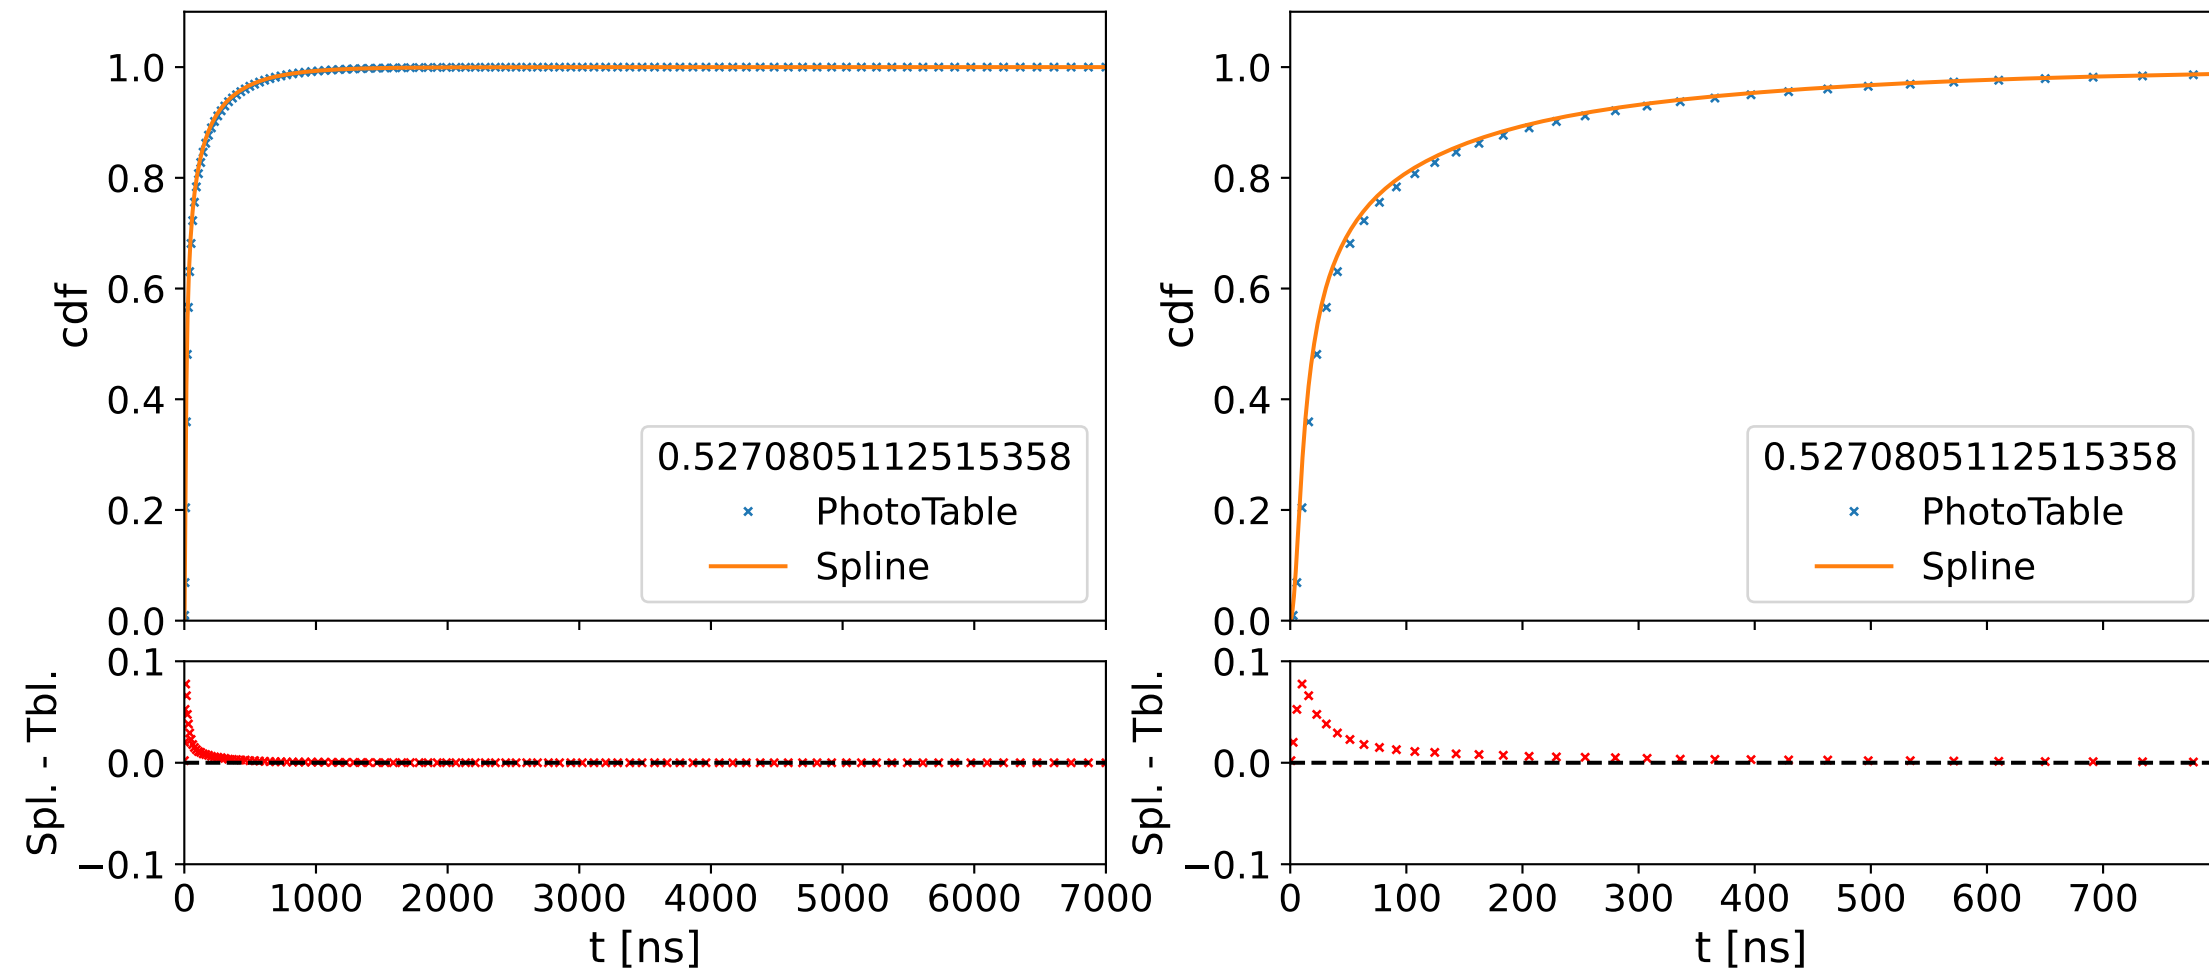 1.0
0.8
0.6
0.4
0.2
0.0
cdf
0.5270805112515358
PhotoTable
Spline
0.1
0.0
−0.1
Spl. - Tbl.
0 1000 2000 3000 4000 5000 6000 7000
t [ns]
1.0
0.8
0.6
0.4
0.2
0.0
cdf
0.5270805112515358
PhotoTable
Spline
0.1
0.0
−0.1
Spl. - Tbl.
0 100 200 300 400 500 600 700
t [ns]